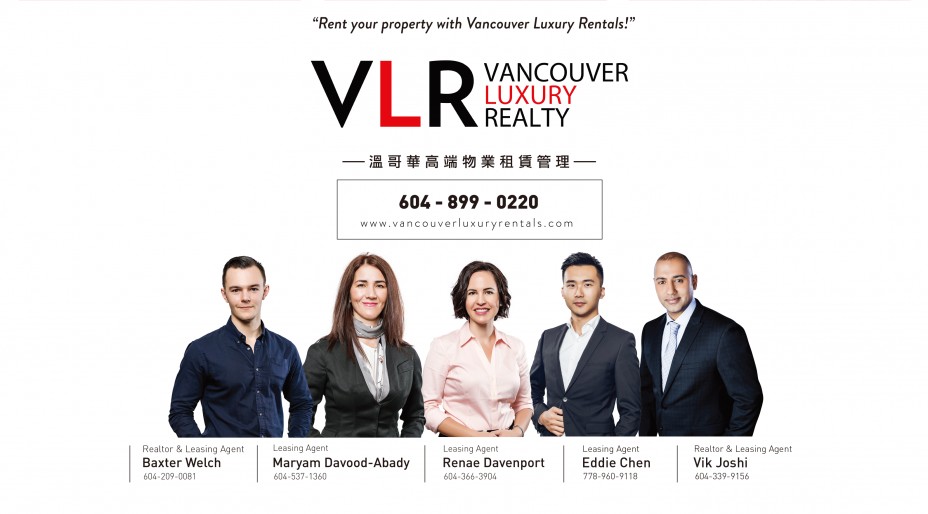 “Rent your property with Vancouver Luxury Rentals!”
VLR
VANCOUVER
LUXURY
REALTY
溫哥華高端物業租賃管理
604 - 899 - 0220
www.vancouverluxuryrentals.com
Realtor & Leasing Agent
Baxter Welch
604-209-0081
Leasing Agent
Maryam Davood-Abady
604-537-1360
Leasing Agent
Renae Davenport
604-366-3904
Leasing Agent
Eddie Chen
778-960-9118
Realtor & Leasing Agent
Vik Joshi
604-339-9156